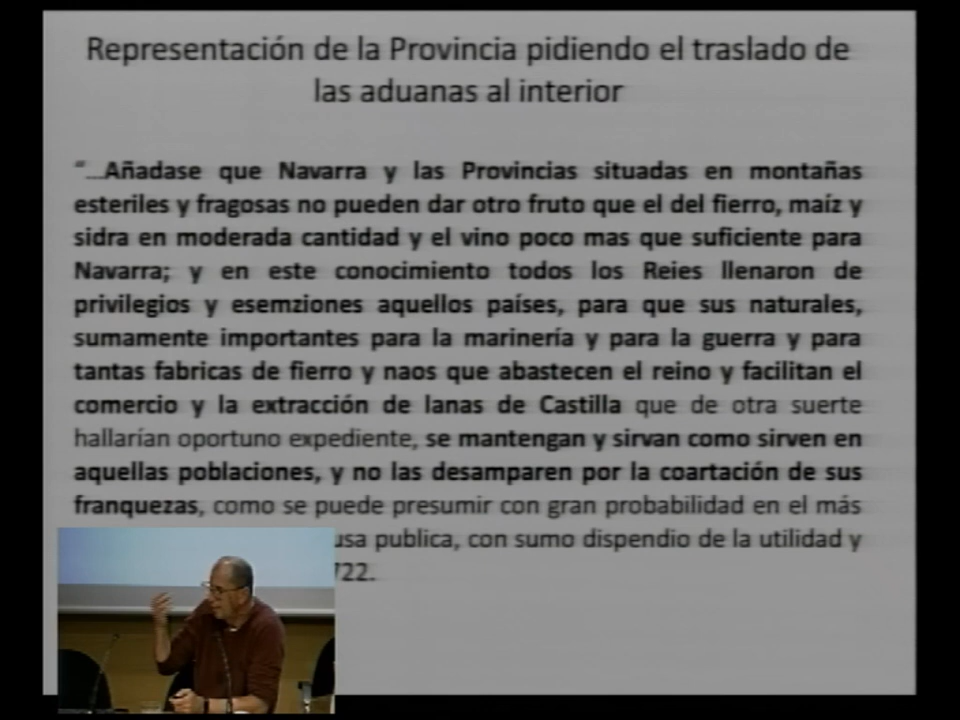 Representación de la Provincia pidiendo el traslado de
las aduanas al interior
“...Añadase que Navarra y las Provincias situadas en montañas
esteriles y fragosas no pueden dar otro fruto que el del fierro, maíz y
sidra en moderada cantidad y el vino poco mas que suficiente para
Navarra; y en este conocimiento todos los Reies llenaron de
privilegios y esemziones aquellos países, para que sus naturales,
sumamente importantes para la marinería y para la guerra y para
tantas fabricas de fierro y naos que abastecen el reino y facilitan el
comercio y la extracción de lanas de Castilla que de otra suerte
hallarían oportuno expediente, se mantengan y sirvan como sirven en
aquellas poblaciones, y no las desamparen por la coartación de sus
franquezas, como se puede presumir con gran probabilidad en el más
usa publica, con sumo dispendio de la utilidad y
722.